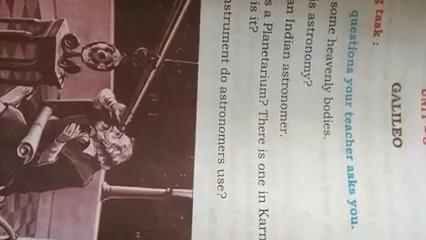 GALILEO
g task :
questions your teacher asks you.
some heavenly bodies.
is astronomy?
an Indian astronomer.
s a Planetarium? There is one in Karn
is it?
nstrument do astronomers use?